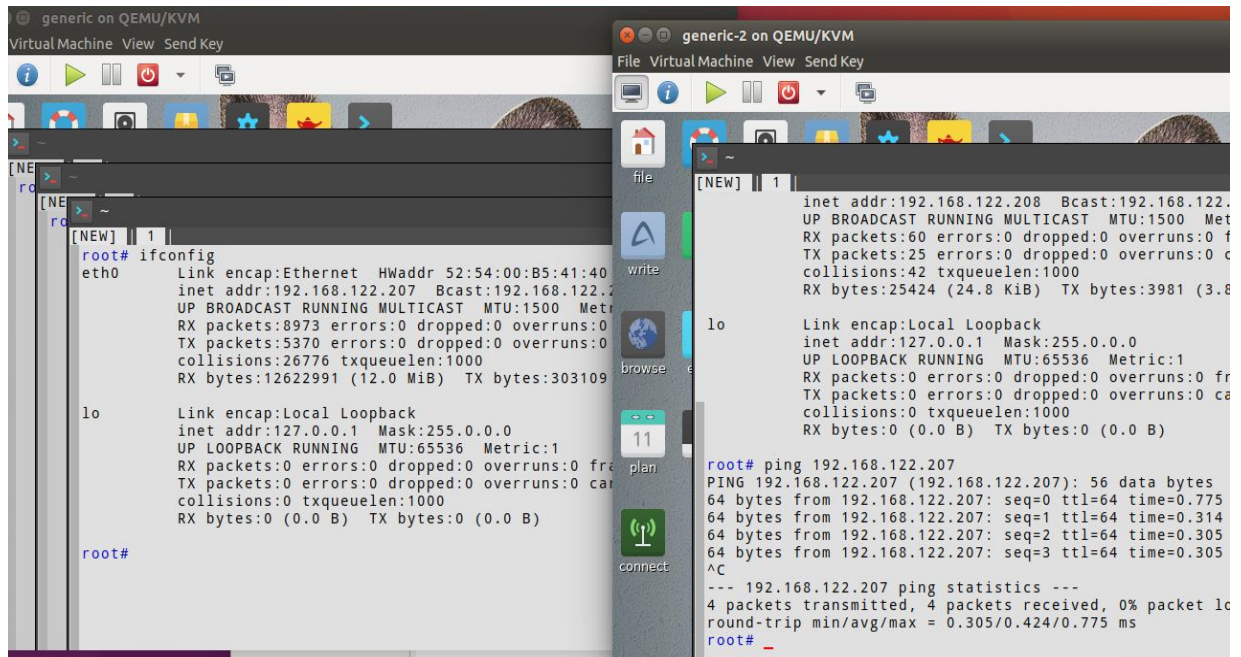 generic on QEMU/KVM
Virtual Machine View Send Key
~
[NE
ro
~
[NE
ro
~
[NEW] || 1 |
root# ifconfig
eth0 Link encap:Ethernet HWaddr 52:54:00:B5:41:40
inet addr:192.168.122.207 Bcast:192.168.122.2
UP BROADCAST RUNNING MULTICAST MTU:1500 Metr
RX packets:8973 errors:0 dropped:0 overruns:0
TX packets:5370 errors:0 dropped:0 overruns:0
collisions:26776 txqueuelen:1000
RX bytes:12622991 (12.0 MiB) TX bytes:303109
lo Link encap:Local Loopback
inet addr:127.0.0.1 Mask:255.0.0.0
UP LOOPBACK RUNNING MTU:65536 Metric:1
RX packets:0 errors:0 dropped:0 overruns:0 fra
TX packets:0 errors:0 dropped:0 overruns:0 car
collisions:0 txqueuelen:1000
RX bytes:0 (0.0 B) TX bytes:0 (0.0 B)
root#
generic-2 on QEMU/KVM
File Virtual Machine View Send Key
file
write
browse
e
11
plan
connect
~
[NEW] || 1 |
inet addr:192.168.122.208 Bcast:192.168.122.
UP BROADCAST RUNNING MULTICAST MTU:1500 Met
RX packets:60 errors:0 dropped:0 overruns:0 f
TX packets:25 errors:0 dropped:0 overruns:0 c
collisions:42 txqueuelen:1000
RX bytes:25424 (24.8 KiB) TX bytes:3981 (3.8
lo Link encap:Local Loopback
inet addr:127.0.0.1 Mask:255.0.0.0
UP LOOPBACK RUNNING MTU:65536 Metric:1
RX packets:0 errors:0 dropped:0 overruns:0 fr
TX packets:0 errors:0 dropped:0 overruns:0 ca
collisions:0 txqueuelen:1000
RX bytes:0 (0.0 B) TX bytes:0 (0.0 B)
root# ping 192.168.122.207
PING 192.168.122.207 (192.168.122.207): 56 data bytes
64 bytes from 192.168.122.207: seq=0 ttl=64 time=0.775
64 bytes from 192.168.122.207: seq=1 ttl=64 time=0.314
64 bytes from 192.168.122.207: seq=2 ttl=64 time=0.305
64 bytes from 192.168.122.207: seq=3 ttl=64 time=0.305
^C
--- 192.168.122.207 ping statistics ---
4 packets transmitted, 4 packets received, 0% packet lo
round-trip min/avg/max = 0.305/0.424/0.775 ms
root# _